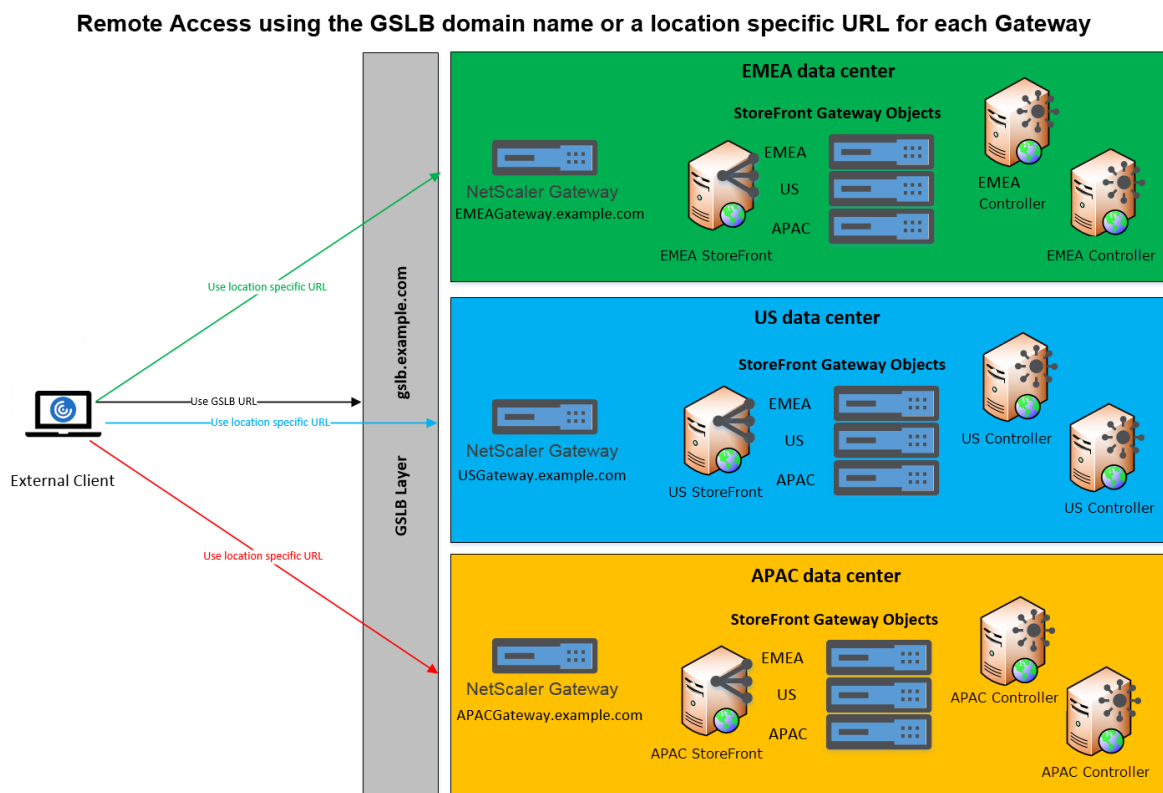 Remote Access using the GSLB domain name or a location specific URL for each Gateway
External Client
Use location specific URL
Use GSLB URL
Use location specific URL
Use location specific URL
gslb.example.com
GSLB Layer
EMEA data center
StoreFront Gateway Objects
NetScaler Gateway
EMEAGateway.example.com
EMEA StoreFront
EMEA
US
APAC
EMEA
Controller
EMEA Controller
US data center
StoreFront Gateway Objects
NetScaler Gateway
USGateway.example.com
US StoreFront
EMEA
US
APAC
US Controller
US Controller
APAC data center
StoreFront Gateway Objects
NetScaler Gateway
APACGateway.example.com
APAC StoreFront
EMEA
US
APAC
APAC Controller
APAC Controller